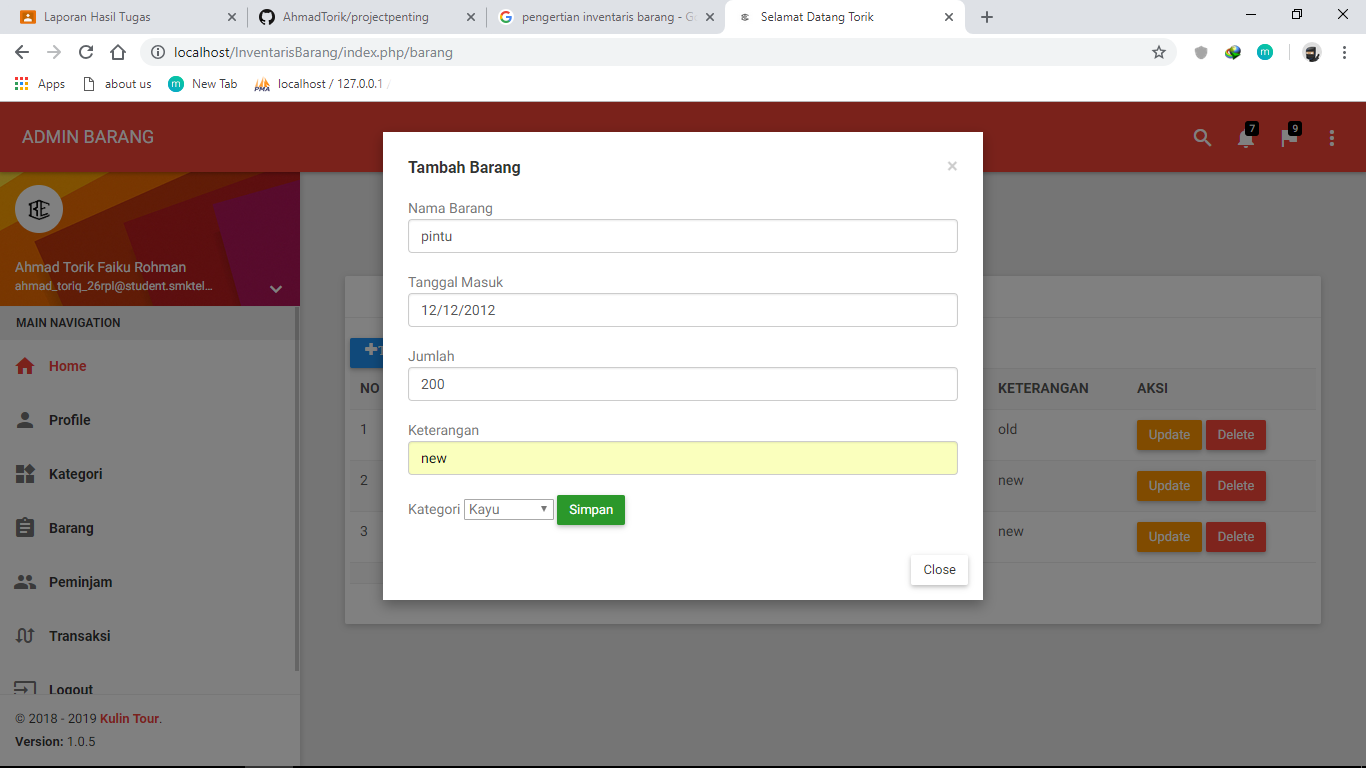 Laporan Hasil Tugas
AhmadTorik/projectpenting
pengertian inventaris barang - G
Selamat Datang Torik
localhost/InventarisBarang/index.php/barang
Apps
about us
New Tab
PMA
localhost / 127.0.0.1 /
ADMIN BARANG
7
9
Ahmad Torik Faiku Rohman
ahmad_toriq_26rpl@student.smktel...
MAIN NAVIGATION
Home
Profile
Kategori
Barang
Peminjam
Transaksi
Logout
© 2018 - 2019 Kulin Tour.
Version: 1.0.5
Tambah Barang
×
Nama Barang
pintu
Tanggal Masuk
12/12/2012
Jumlah
200
Keterangan
new
Kategori Kayu Simpan
Close
NO KETERANGAN AKSI
1 old Update Delete
2 new Update Delete
3 new Update Delete